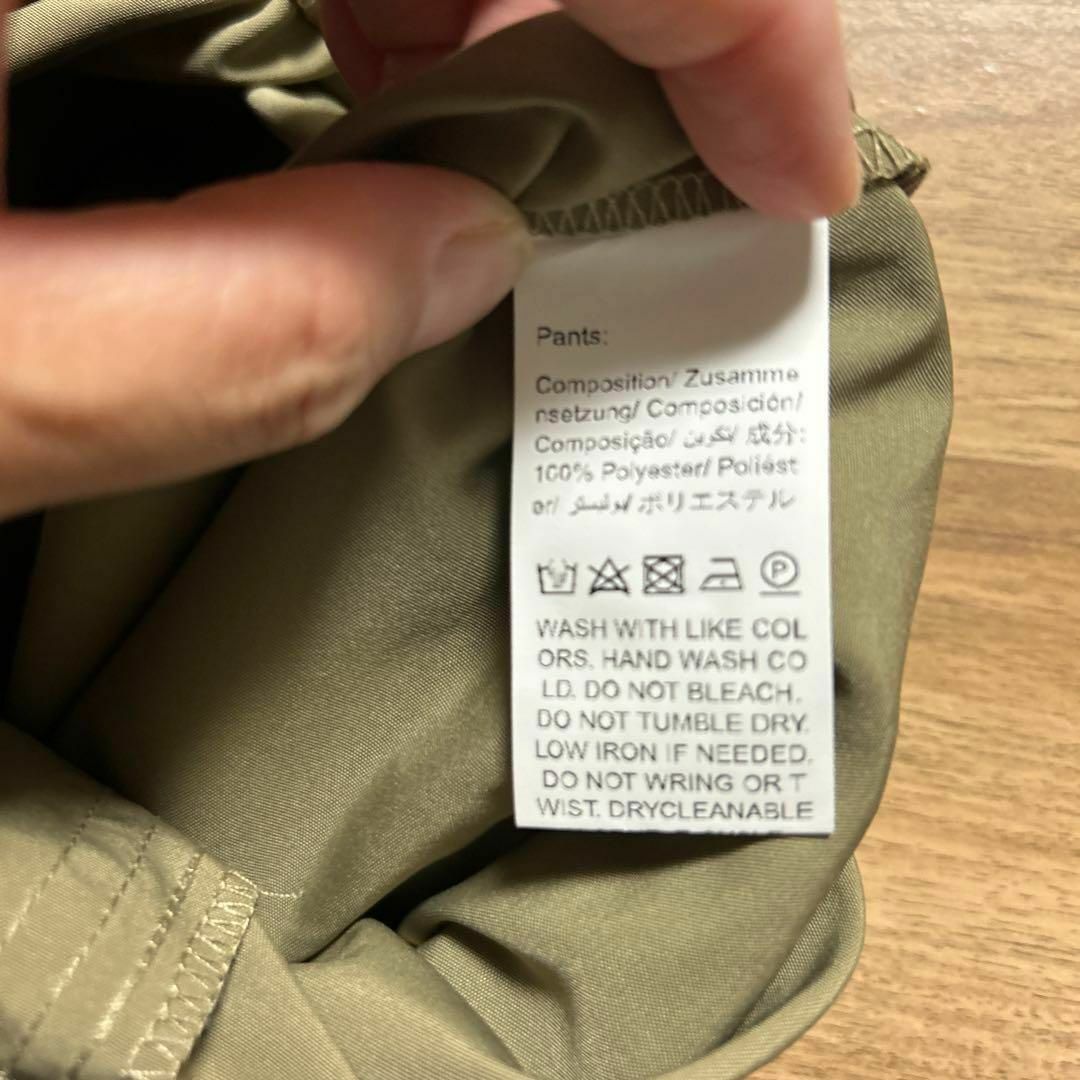 Pants:
Composition/ Zusamme
nsetzung/ Composición/
Composição/ تكوين/ 成分:
100% Polyester/ Poliést
er/ ポリエステル
P
WASH WITH LIKE COL
ORS. HAND WASH CO
LD. DO NOT BLEACH.
DO NOT TUMBLE DRY.
LOW IRON IF NEEDED.
DO NOT WRING OR T
WIST. DRYCLEANABLE